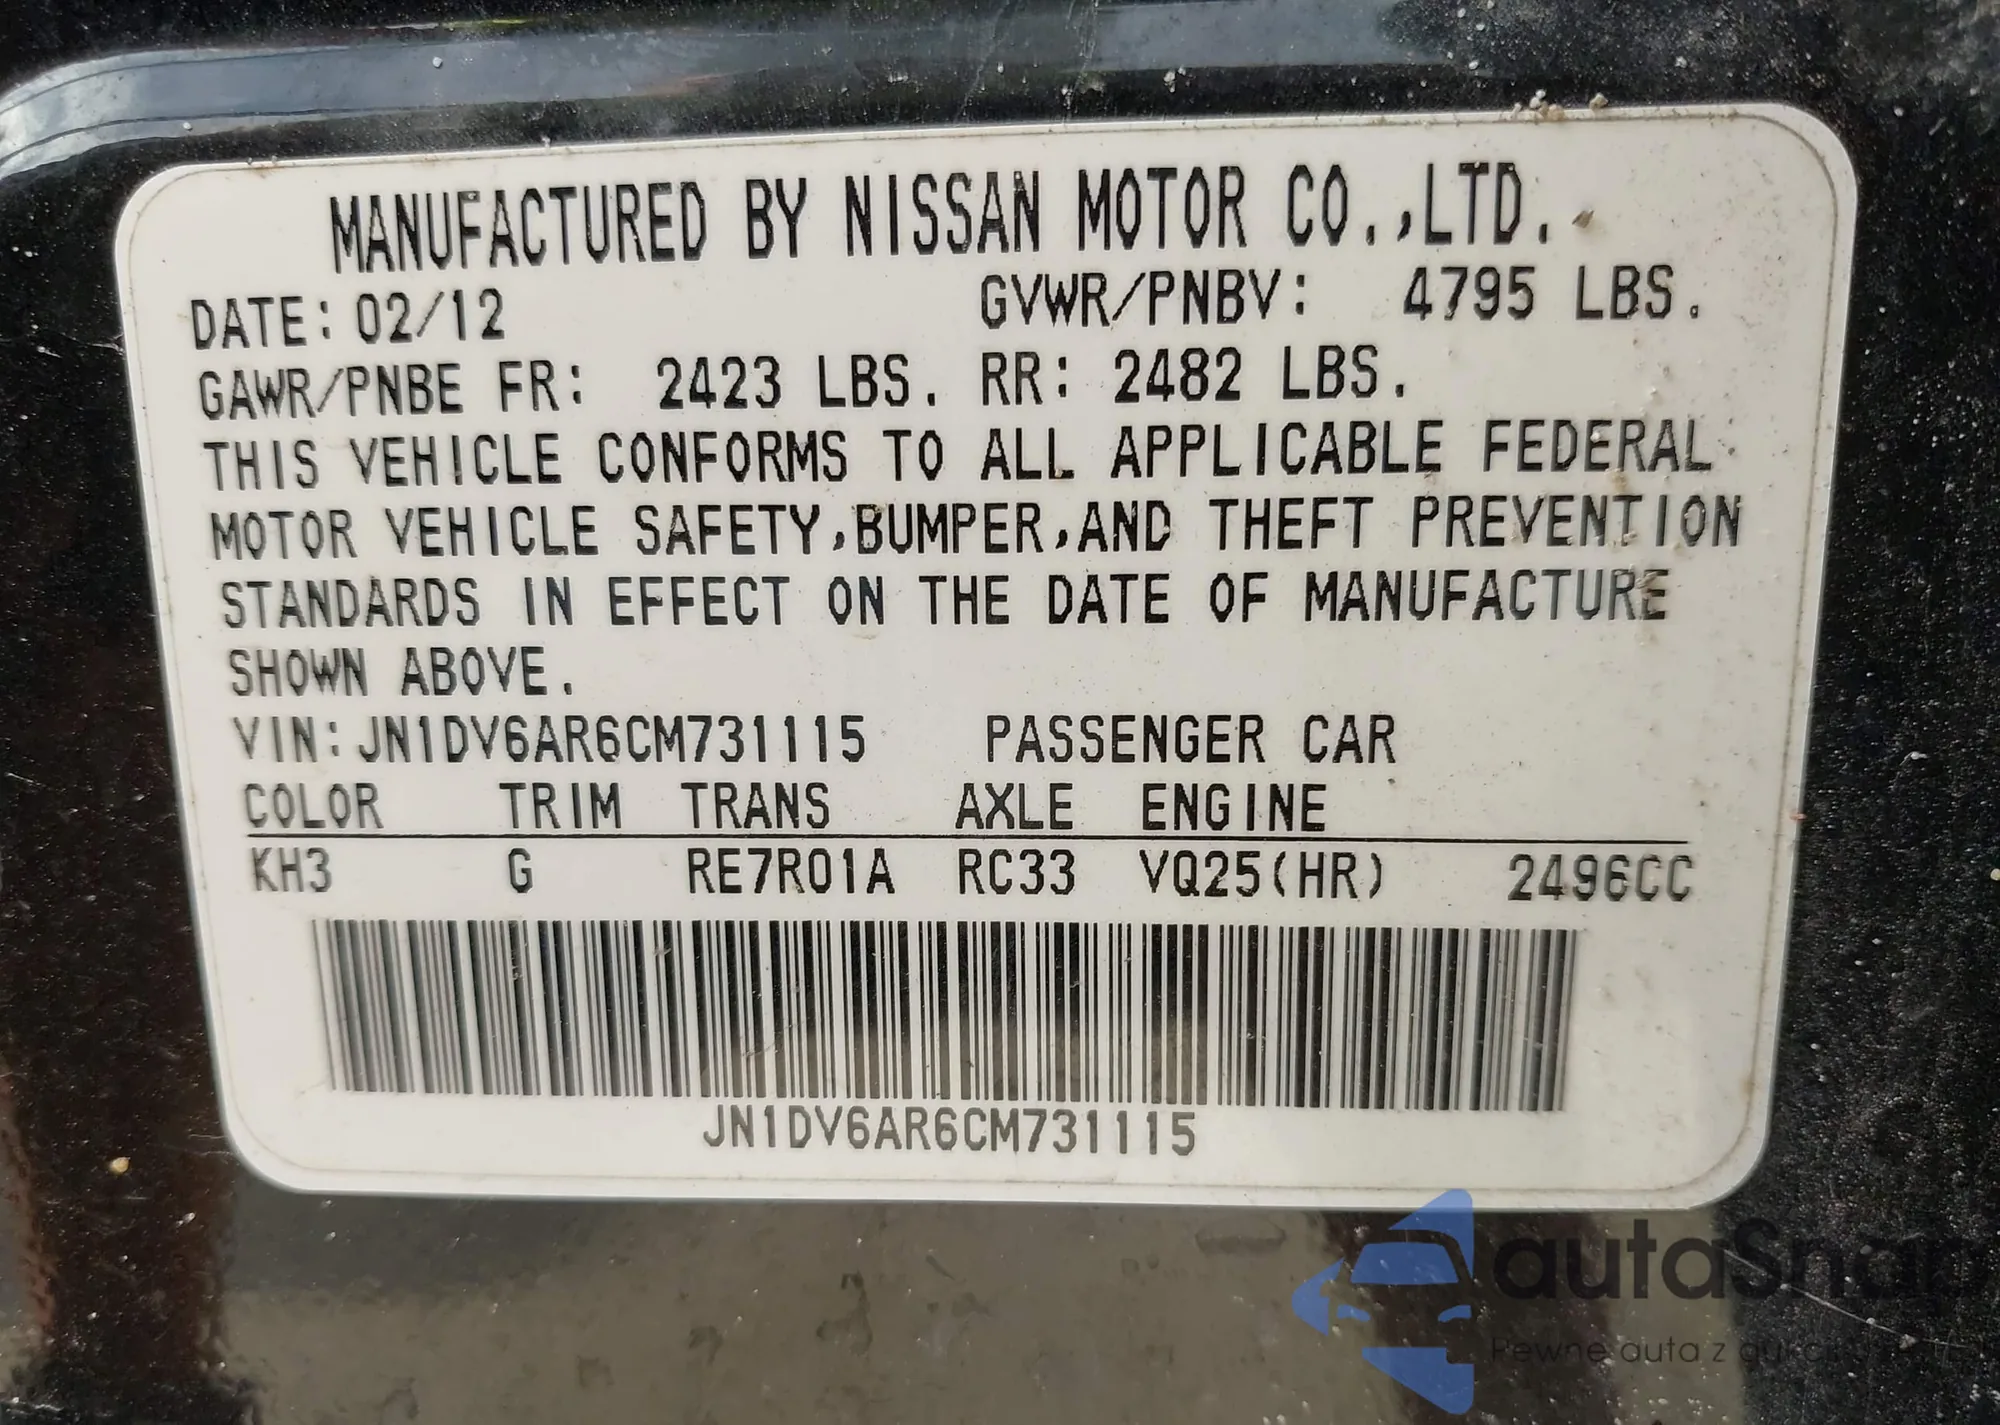 MANUFACTURED BY NISSAN MOTOR CO.,LTD.
DATE: 02/12 GVWR/PNBV: 4795 LBS.
GAWR/PNBE FR: 2423 LBS. RR: 2482 LBS.
THIS VEHICLE CONFORMS TO ALL APPLICABLE FEDERAL
MOTOR VEHICLE SAFETY,BUMPER,AND THEFT PREVENTION
STANDARDS IN EFFECT ON THE DATE OF MANUFACTURE
SHOWN ABOVE.
VIN:JN1DV6AR6CM731115 PASSENGER CAR
COLOR TRIM TRANS AXLE ENGINE
KH3 G RE7R01A RC33 VQ25(HR) 2496CC
JN1DV6AR6CM731115
autaSnap
Pewne auta z